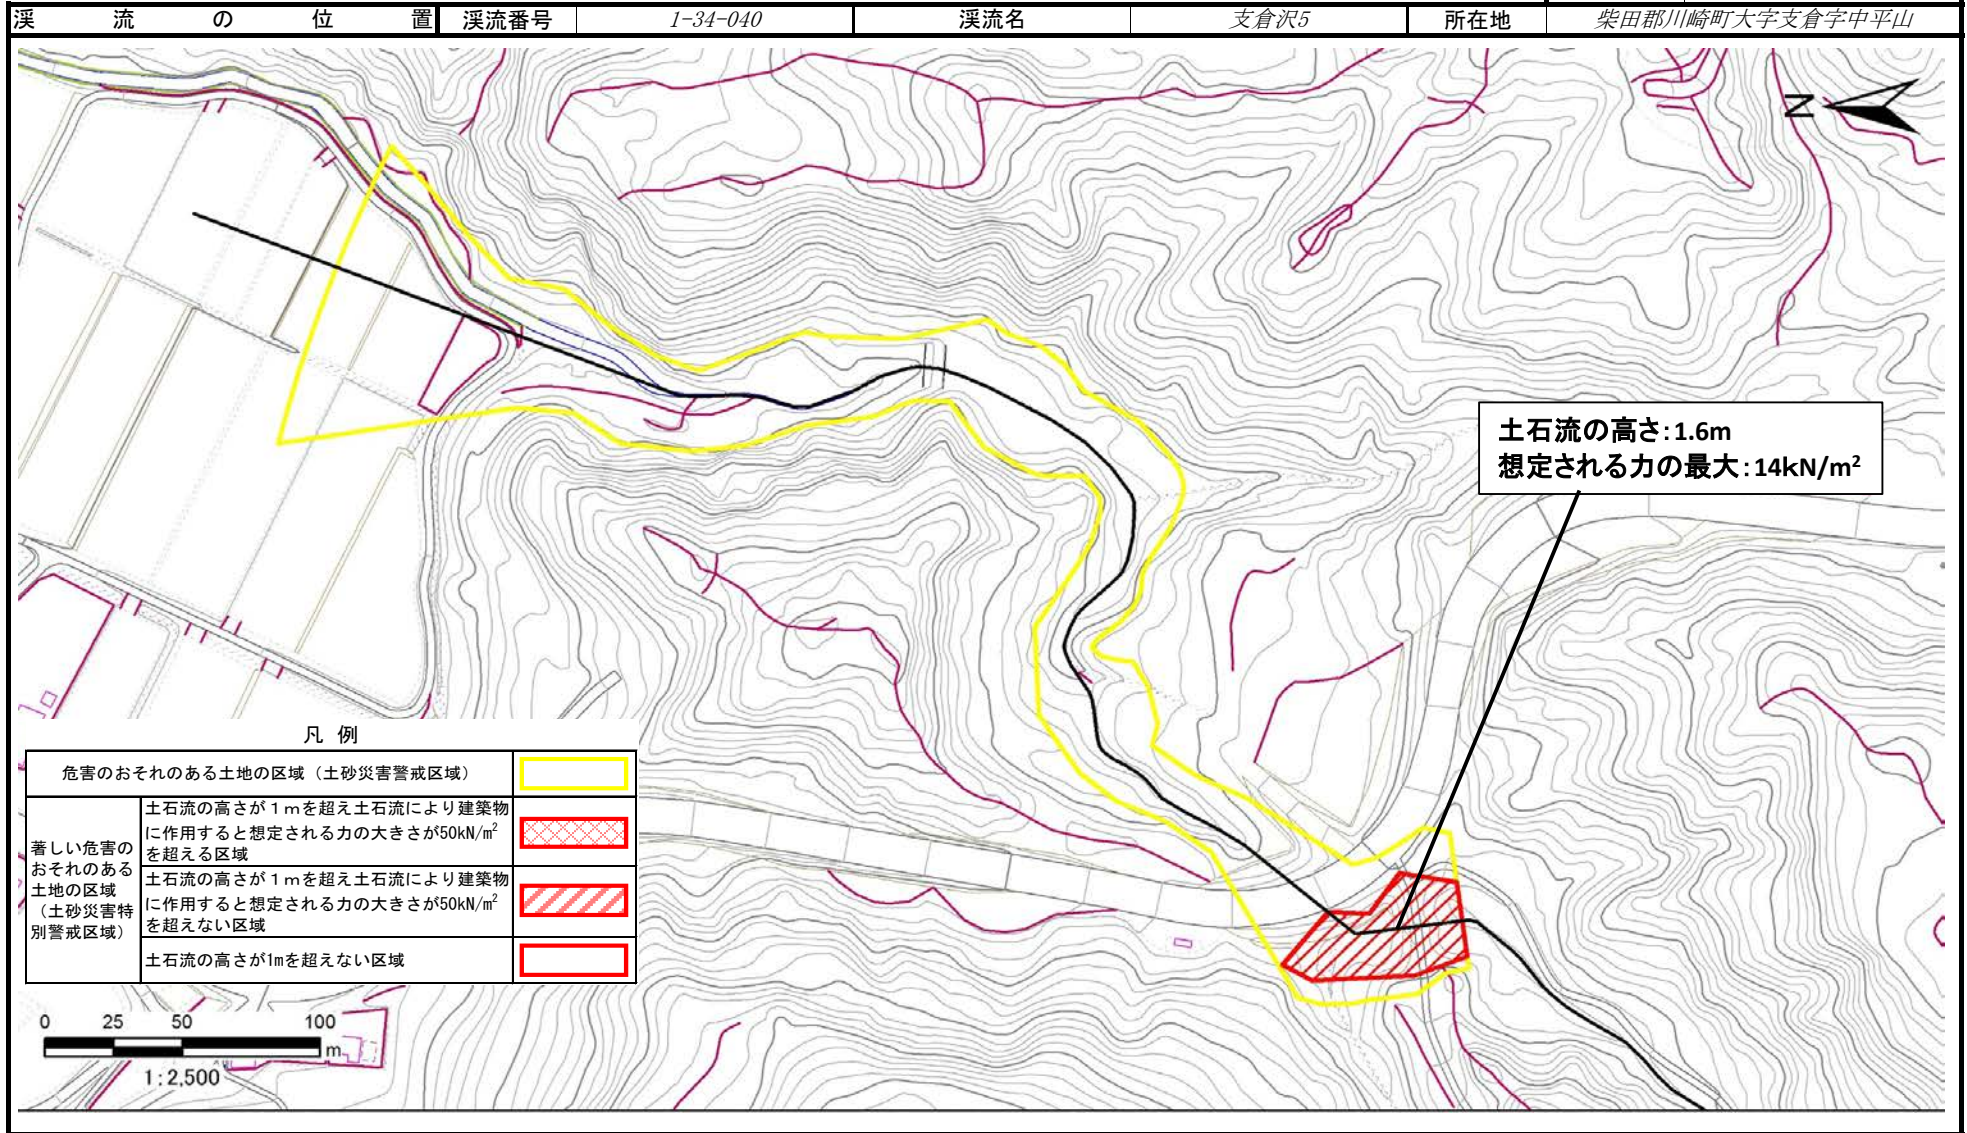 渓流の位置 渓流番号 1-34-040 渓流名 支倉沢5 所在地 柴田郡川崎町大字支倉字中平山
N
土石流の高さ:1.6m
想定される力の最大:14kN/m²
凡 例
危害のおそれのある土地の区域（土砂災害警戒区域）
著しい危害の
おそれのある
土地の区域
（土砂災害特
別警戒区域）
土石流の高さが１ｍを超え土石流により建築物
に作用すると想定される力の大きさが50kN/m²
を超える区域
土石流の高さが１ｍを超え土石流により建築物
に作用すると想定される力の大きさが50kN/m²
を超えない区域
土石流の高さが1mを超えない区域
0 25 50 100
m
1:2,500